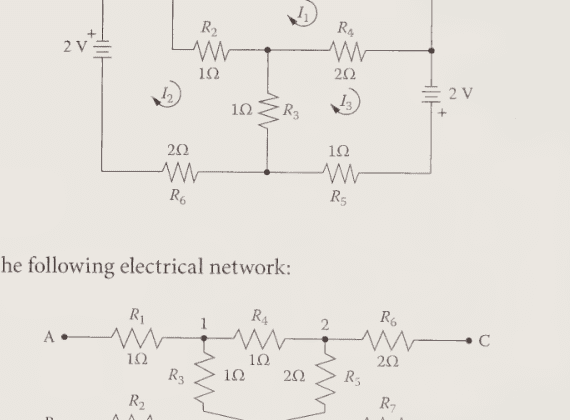 I₁
R₂ R₄
+
2 V
1Ω 2Ω
I₂ I₃ 2 V
1Ω R₃
+
2Ω 1Ω
R₆ R₅
he following electrical network:
R₁ 1 R₄ 2 R₆
A C
1Ω 1Ω 2Ω
R₃ 1Ω 2Ω R₅
R₂ R₇